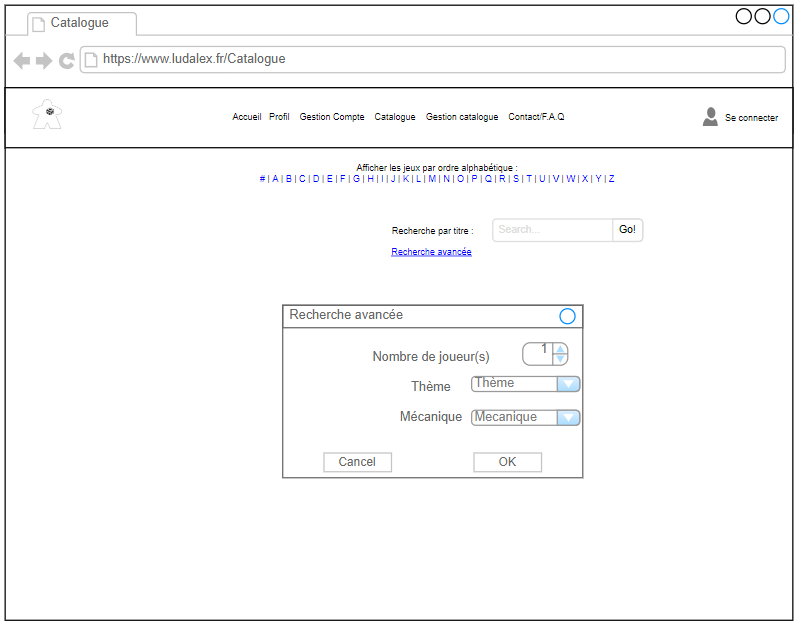 Catalogue
https://www.ludalex.fr/Catalogue
Accueil Profil Gestion Compte Catalogue Gestion catalogue Contact/F.A.Q Se connecter
Afficher les jeux par ordre alphabétique :
# | A | B | C | D | E | F | G | H | I | J | K | L | M | N | O | P | Q | R | S | T | U | V | W | X | Y | Z
Recherche par titre : Search... Go!
Recherche avancée
Recherche avancée
Nombre de joueur(s) 1
Thème Thème
Mécanique Mecanique
Cancel OK